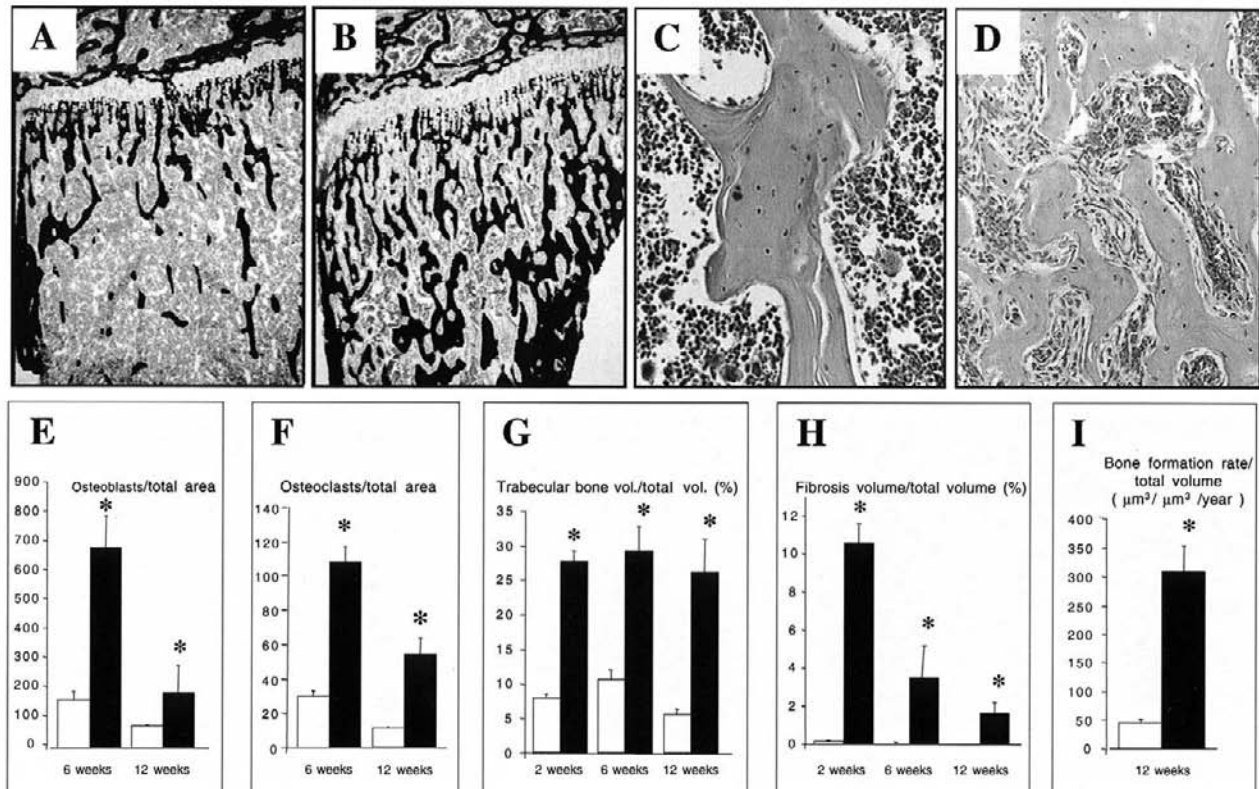 A
B
C
D
E
Osteoblasts/total area
900
800
700
600
500
400
300
200
100
0
*
*
6 weeks 12 weeks
F
Osteoclasts/total area
140
120
100
80
60
40
20
0
*
*
6 weeks 12 weeks
G
Trabecular bone vol./total vol. (%)
35
30
25
20
15
10
5
0
*
*
*
2 weeks 6 weeks 12 weeks
H
Fibrosis volume/total volume (%)
12
10
8
6
4
2
0
*
*
*
2 weeks 6 weeks 12 weeks
I
Bone formation rate/
total volume
( µm³/ µm³ /year )
400
350
300
250
200
150
100
50
0
*
12 weeks